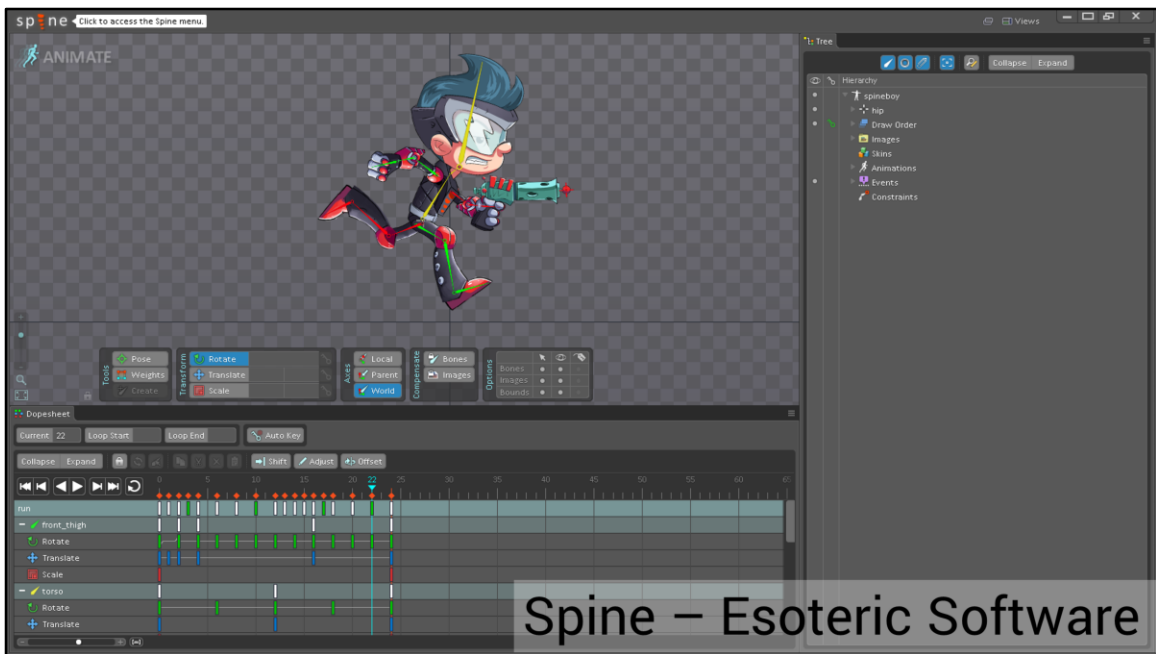 spine
Click to access the Spine menu.
Views
ANIMATE
Tree
Collapse Expand
Hierarchy
spineboy
hip
Draw Order
Images
Skins
Animations
Events
Constraints
Tools
Pose
Weights
Create
Transform
Rotate
Translate
Scale
Axes
Local
Parent
World
Compensate
Bones
Images
Options
Bones
Images
Bounds
Dopesheet
Current 22 Loop Start Loop End Auto Key
Collapse Expand Shift Adjust Offset
0 5 10 15 20 22 25 30 35 40 45 50 55 60 65
run
front_thigh
Rotate
Translate
Scale
torso
Rotate
Translate
Spine – Esoteric Software